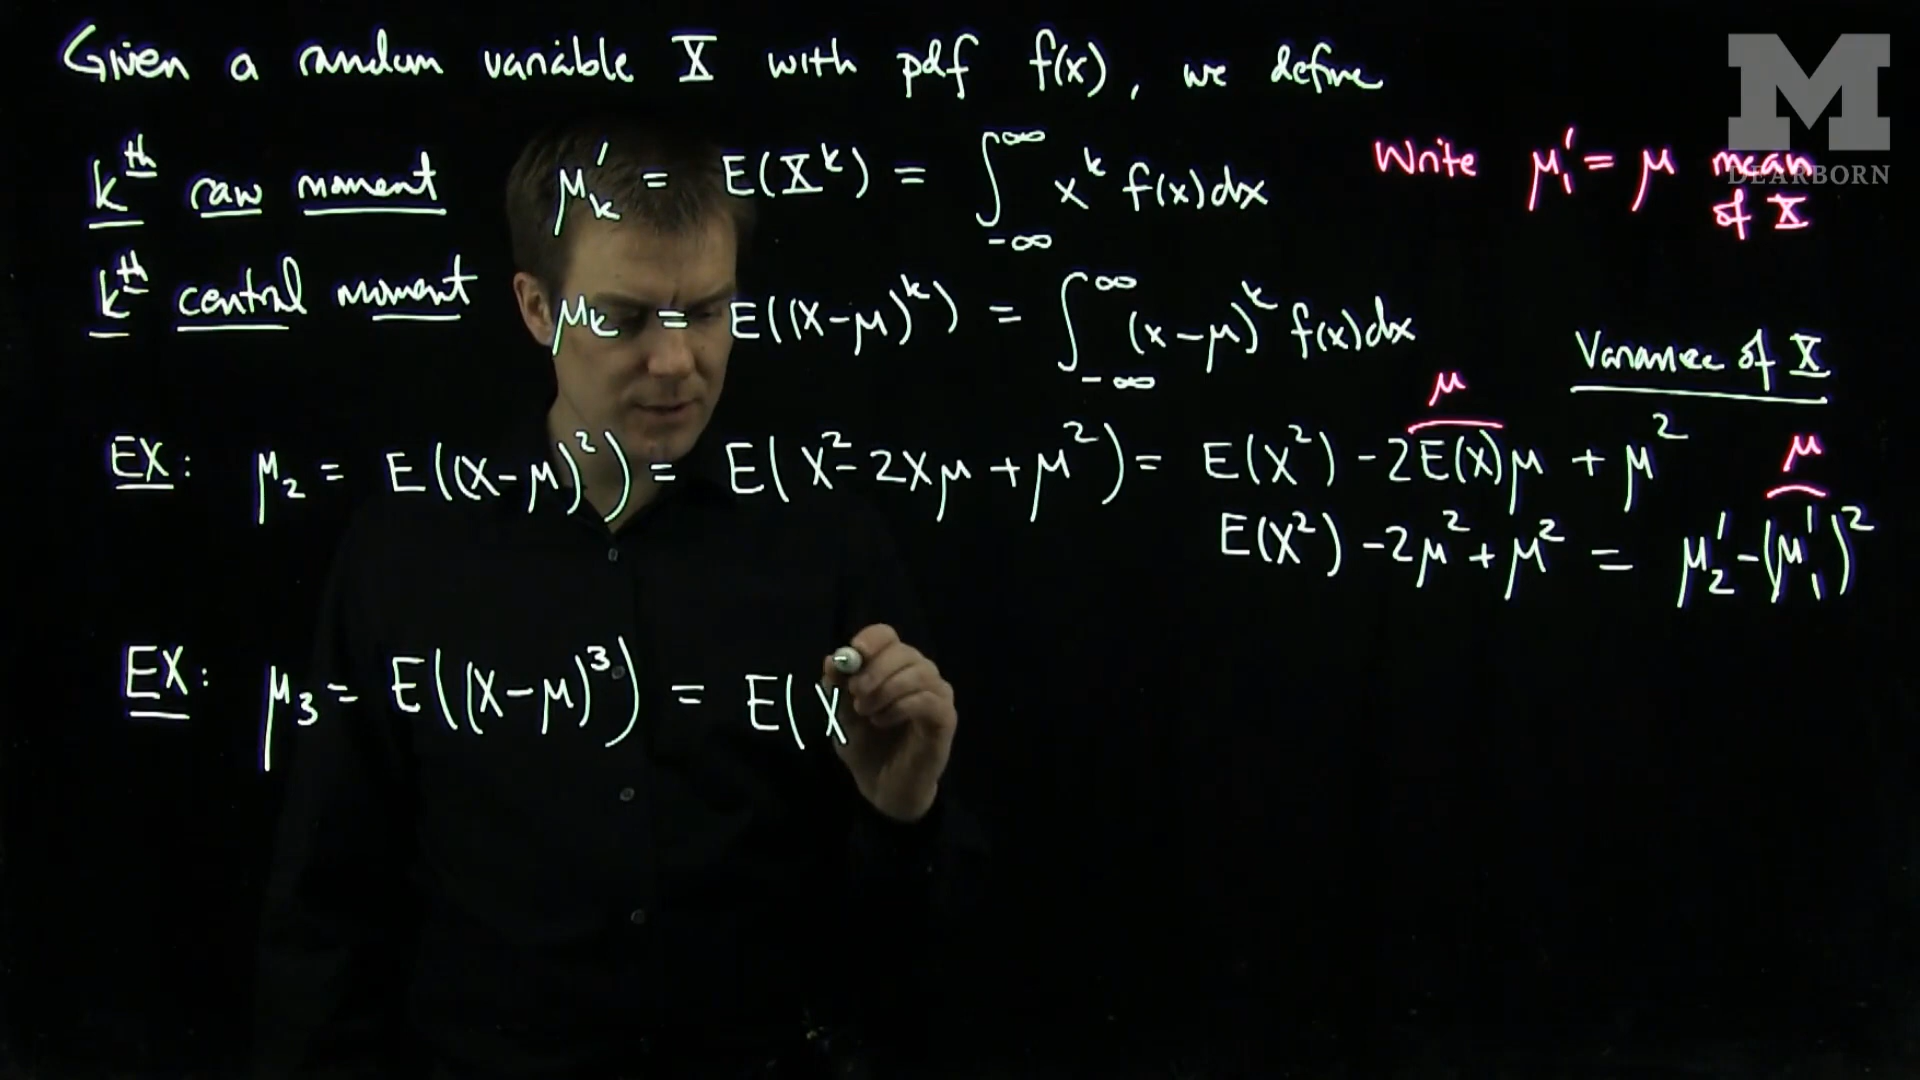 Given a random variable X with pdf f(x), we define
M
DEARBORN
kth raw moment μ′k = E(X^k) = ∫_{-∞}^{∞} x^k f(x)dx
Write μ′1 = μ mean of X
kth central moment μk = E((X-μ)^k) = ∫_{-∞}^{∞} (x-μ)^k f(x)dx
Variance of X
μ
EX: μ2 = E((X-μ)^2) = E(X^2 - 2Xμ + μ^2) = E(X^2) - 2E(X)μ + μ^2
μ
E(X^2) - 2μ^2 + μ^2 = μ′2 - (μ′1)^2
EX: μ3 = E((X-μ)^3) = E(X